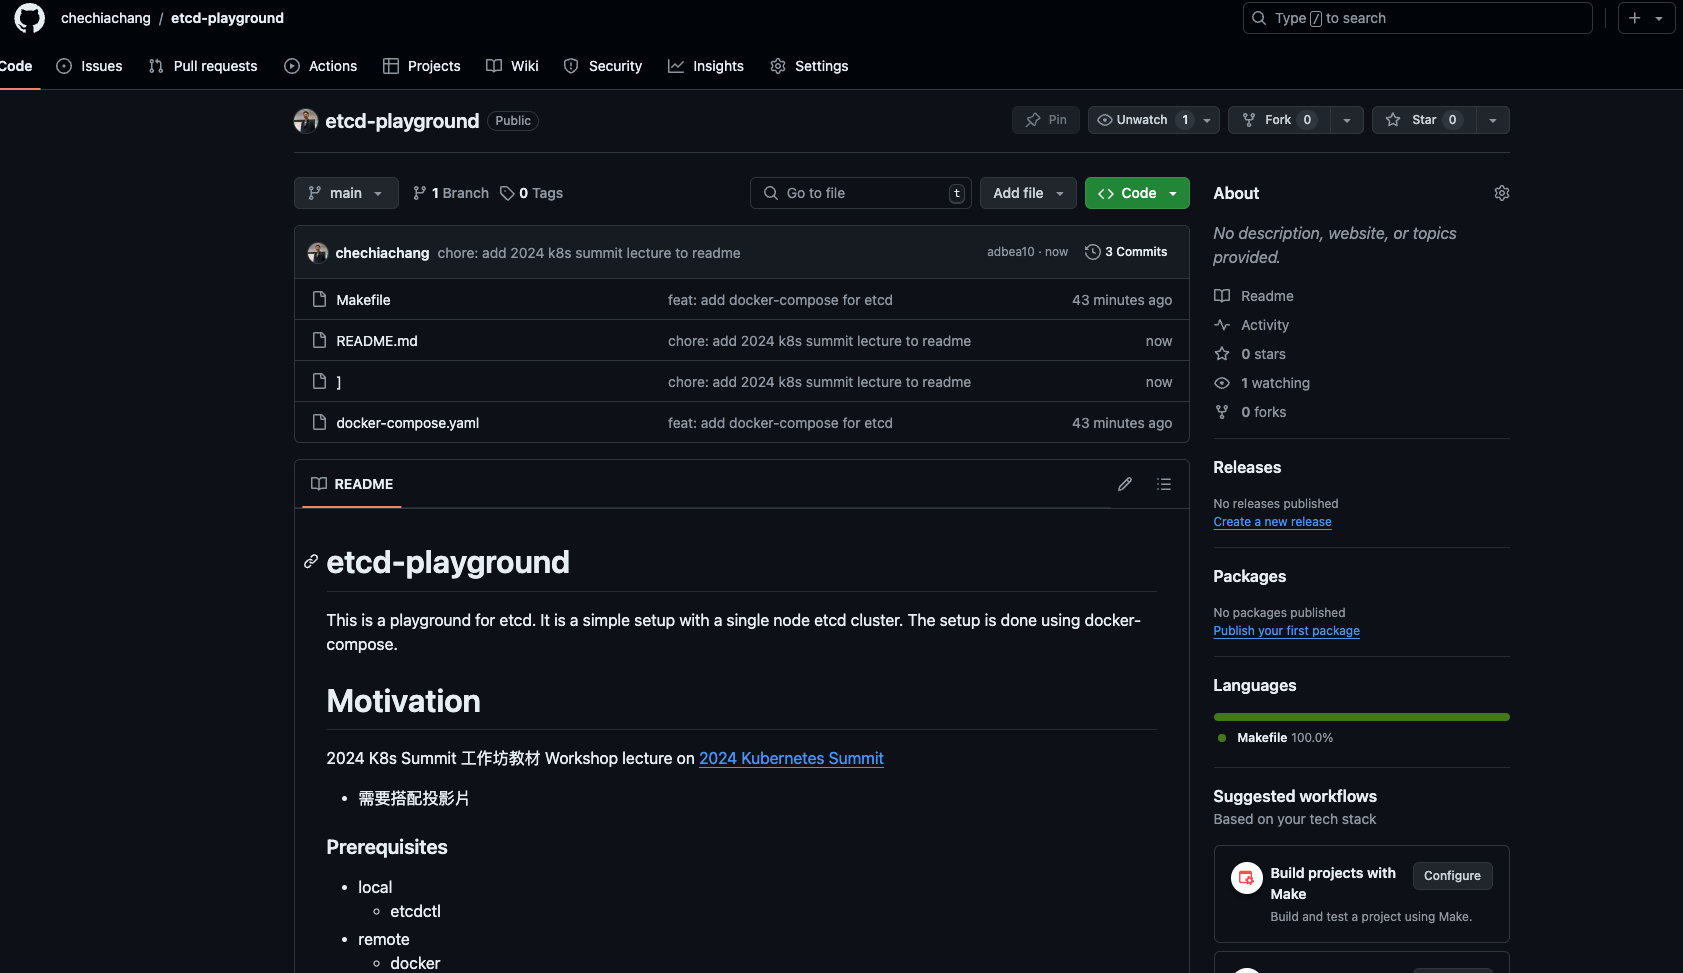 chechiachang / etcd-playground
Type / to search
Code Issues Pull requests Actions Projects Wiki Security Insights Settings
etcd-playground Public
Pin Unwatch 1 Fork 0 Star 0
main 1 Branch 0 Tags
Go to file t Add file Code
chechiachang chore: add 2024 k8s summit lecture to readme adbea10 · now 3 Commits
Makefile feat: add docker-compose for etcd 43 minutes ago
README.md chore: add 2024 k8s summit lecture to readme now
] chore: add 2024 k8s summit lecture to readme now
docker-compose.yaml feat: add docker-compose for etcd 43 minutes ago
README
etcd-playground
This is a playground for etcd. It is a simple setup with a single node etcd cluster. The setup is done using docker-
compose.
Motivation
2024 K8s Summit 工作坊教材 Workshop lecture on 2024 Kubernetes Summit
• 需要搭配投影片
Prerequisites
• local
◦ etcdctl
• remote
◦ docker
About
No description, website, or topics
provided.
Readme
Activity
0 stars
1 watching
0 forks
Releases
No releases published
Create a new release
Packages
No packages published
Publish your first package
Languages
Makefile 100.0%
Suggested workflows
Based on your tech stack
Build projects with
Make
Configure
Build and test a project using Make.